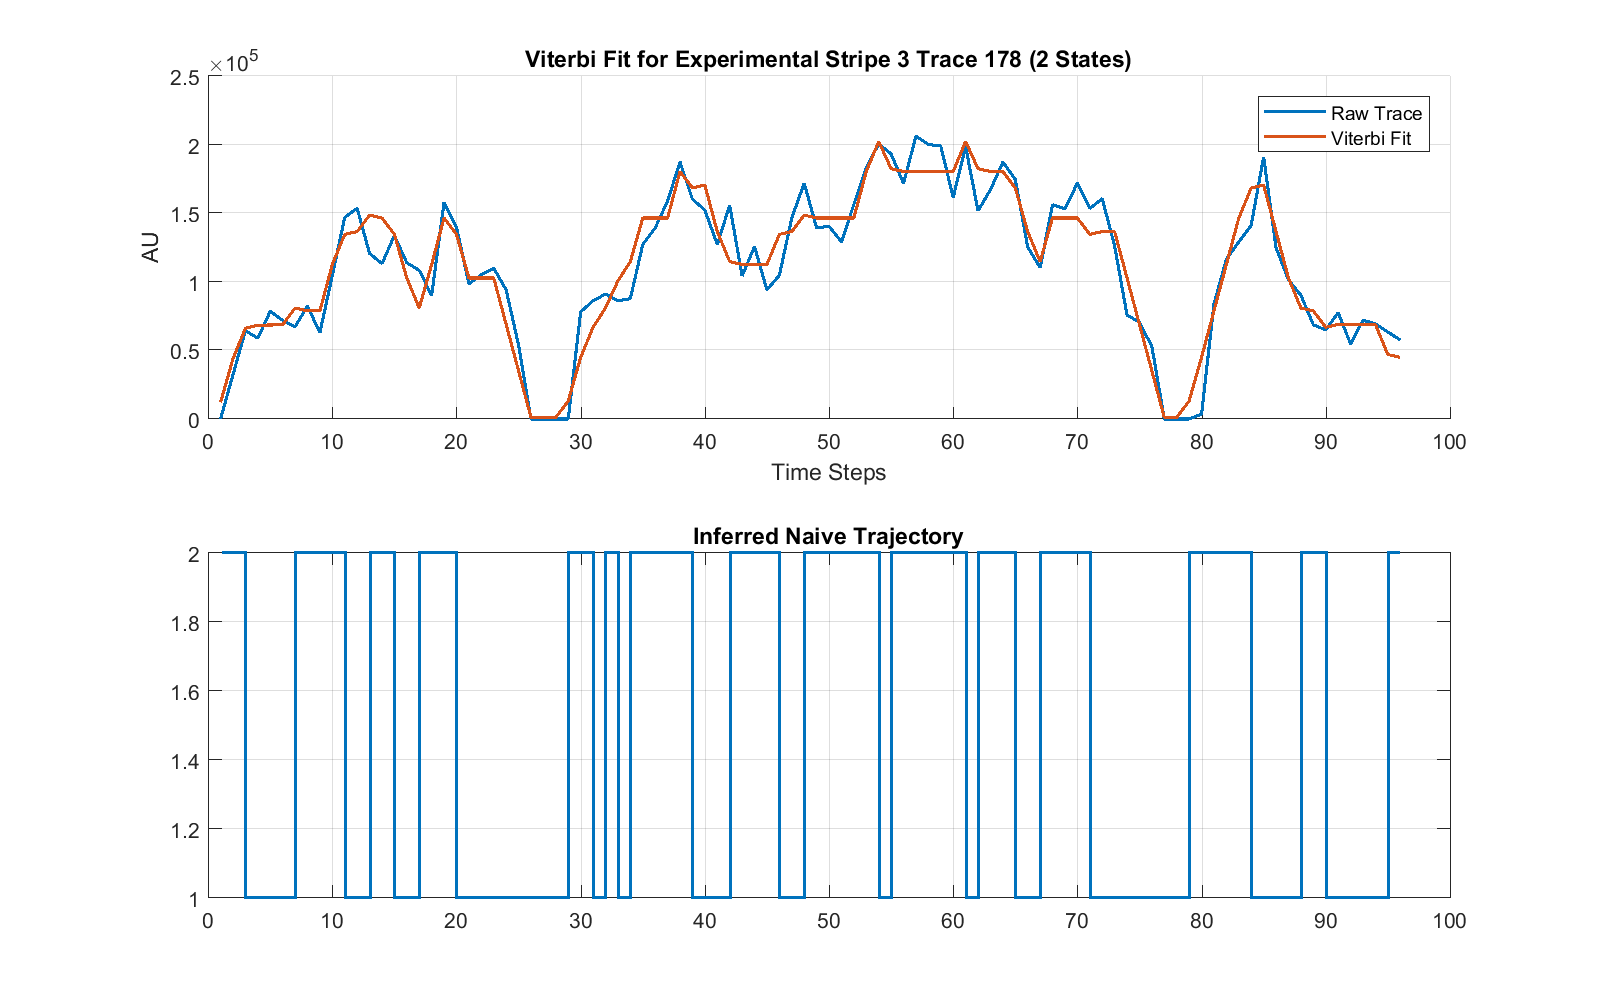 Viterbi Fit for Experimental Stripe 3 Trace 178 (2 States)
×10^5
2.5
2
1.5
1
0.5
0
AU
Raw Trace
Viterbi Fit
0 10 20 30 40 50 60 70 80 90 100
Time Steps
Inferred Naive Trajectory
2
1.8
1.6
1.4
1.2
1
0 10 20 30 40 50 60 70 80 90 100